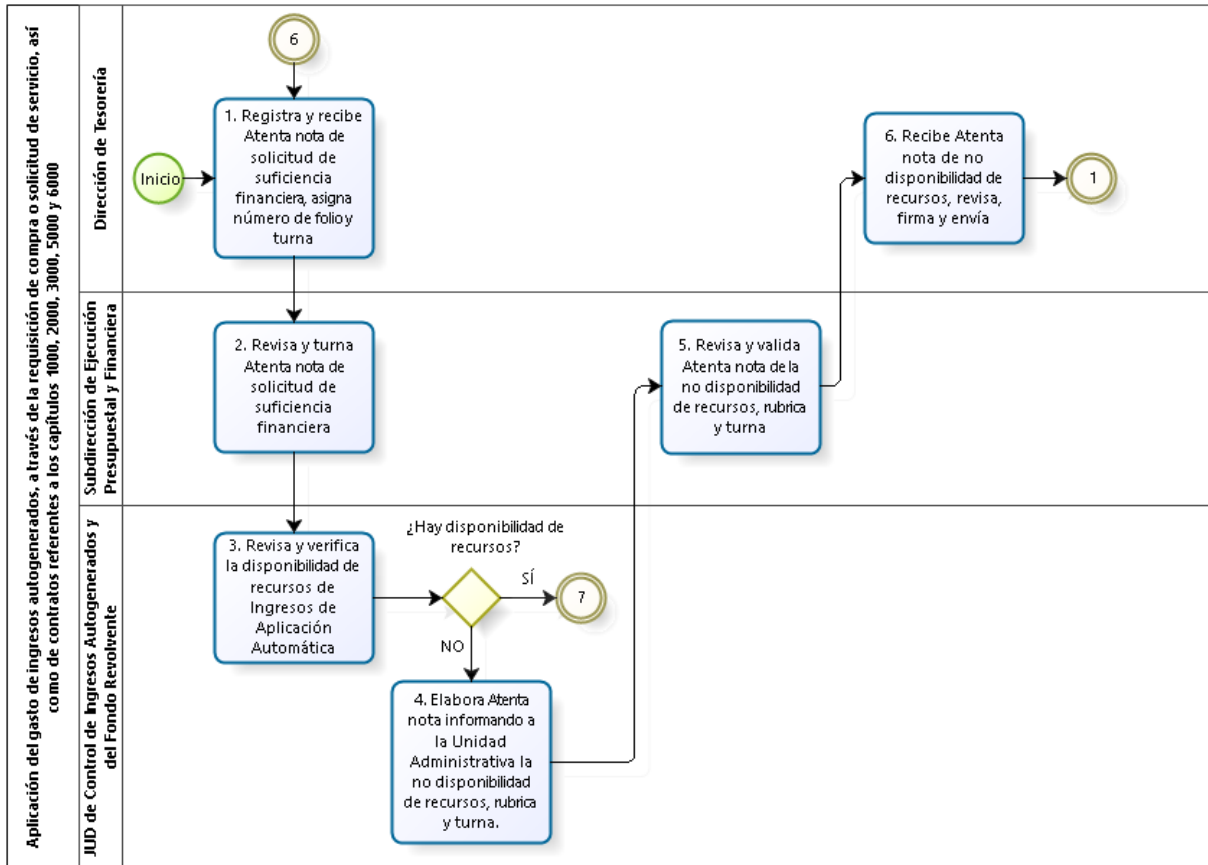 Aplicación del gasto de ingresos autogenerados, a través de la requisición de compra o solicitud de servicio, así
como de contratos referentes a los capítulos 1000, 2000, 3000, 5000 y 6000
Dirección de Tesorería
6
Inicio
1. Registra y recibe
Atenta nota de
solicitud de
suficiencia
financiera, asigna
número de folio y
turna
6. Recibe Atenta
nota de no
disponibilidad de
recursos, revisa,
firma y envía
1
Subdirección de Ejecución
Presupuestal y Financiera
2. Revisa y turna
Atenta nota de
solicitud de
suficiencia
financiera
5. Revisa y valida
Atenta nota de la
no disponibilidad
de recursos, rubrica
y turna
JUD de Control de Ingresos Autogenerados y
del Fondo Revolvente
3. Revisa y verifica
la disponibilidad de
recursos de
Ingresos de
Aplicación
Automática
¿Hay disponibilidad de
recursos?
SÍ
7
NO
4. Elabora Atenta
nota informando a
la Unidad
Administrativa la
no disponibilidad
de recursos, rubrica
y turna.